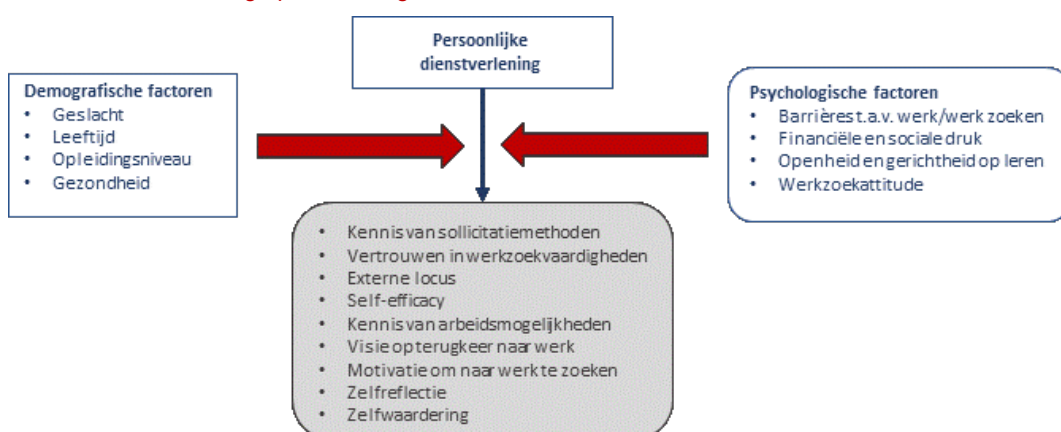 Persoonlijke
dienstverlening
Demografische factoren
• Geslacht
• Leeftijd
• Opleidingsniveau
• Gezondheid
Psychologische factoren
• Barrières t.a.v. werk/werk zoeken
• Financiële en sociale druk
• Openheid en gerichtheid op leren
• Werkzoekattitude
• Kennis van sollicitatiemethoden
• Vertrouwen in werkzoekvaardigheden
• Externe locus
• Self-efficacy
• Kennis van arbeidsmogelijkheden
• Visie op terugkeer naar werk
• Motivatie om naar werk te zoeken
• Zelfreflectie
• Zelfwaardering